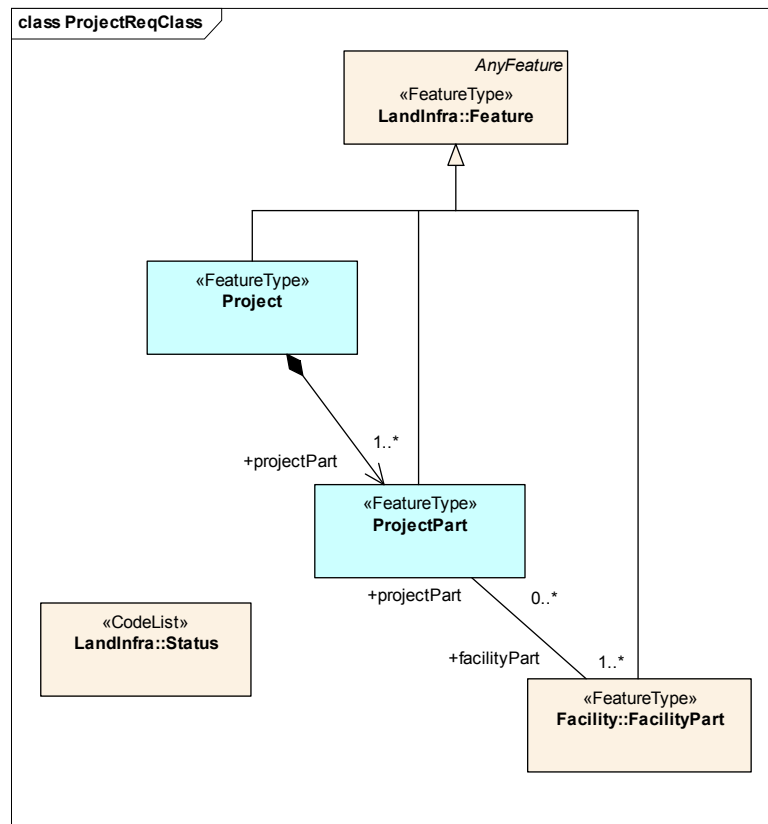 class ProjectReqClass
AnyFeature
«FeatureType»
LandInfra::Feature
«FeatureType»
Project
1..*
+projectPart
«FeatureType»
ProjectPart
+projectPart
0..*
«CodeList»
LandInfra::Status
+facilityPart
1..*
«FeatureType»
Facility::FacilityPart